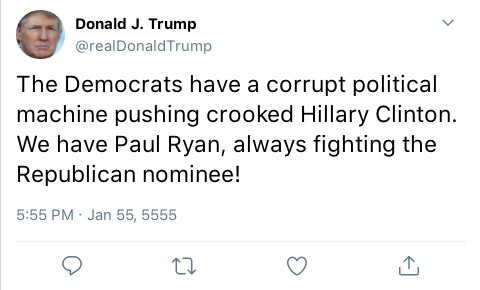 Donald J. Trump
@realDonaldTrump
The Democrats have a corrupt political
machine pushing crooked Hillary Clinton.
We have Paul Ryan, always fighting the
Republican nominee!
5:55 PM · Jan 55, 5555